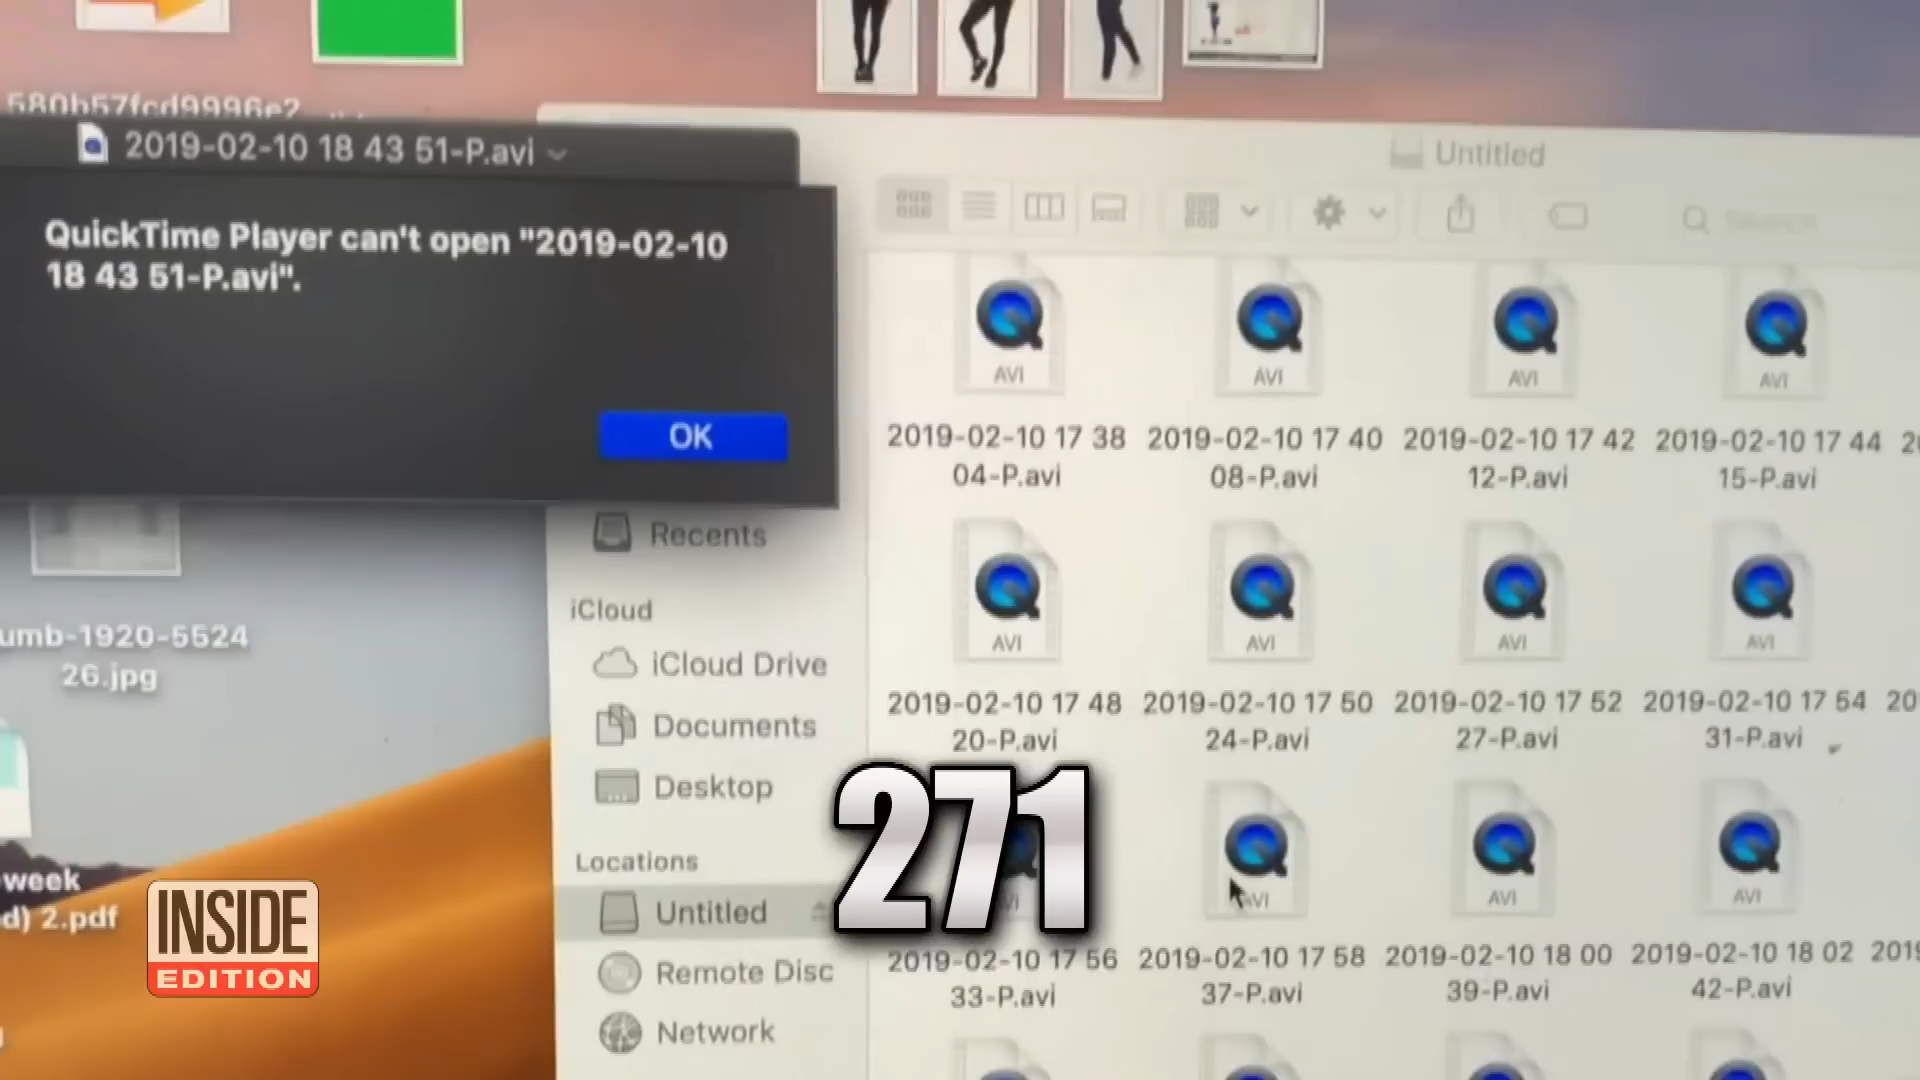 580b57fcd9996e2
2019-02-10 18 43 51-P.avi
QuickTime Player can't open "2019-02-10
18 43 51-P.avi".
OK
Untitled
Search
AVI
AVI
AVI
AVI
2019-02-10 17 38
04-P.avi
2019-02-10 17 40
08-P.avi
2019-02-10 17 42
12-P.avi
2019-02-10 17 44
15-P.avi
Recents
iCloud
iCloud Drive
Documents
Desktop
Locations
Untitled
Remote Disc
Network
AVI
AVI
AVI
AVI
2019-02-10 17 48
20-P.avi
2019-02-10 17 50
24-P.avi
2019-02-10 17 52
27-P.avi
2019-02-10 17 54
31-P.avi
271
AVI
AVI
AVI
2019-02-10 17 56
33-P.avi
2019-02-10 17 58
37-P.avi
2019-02-10 18 00
39-P.avi
2019-02-10 18 02
42-P.avi
umb-1920-5524
26.jpg
week
d) 2.pdf
INSIDE
EDITION